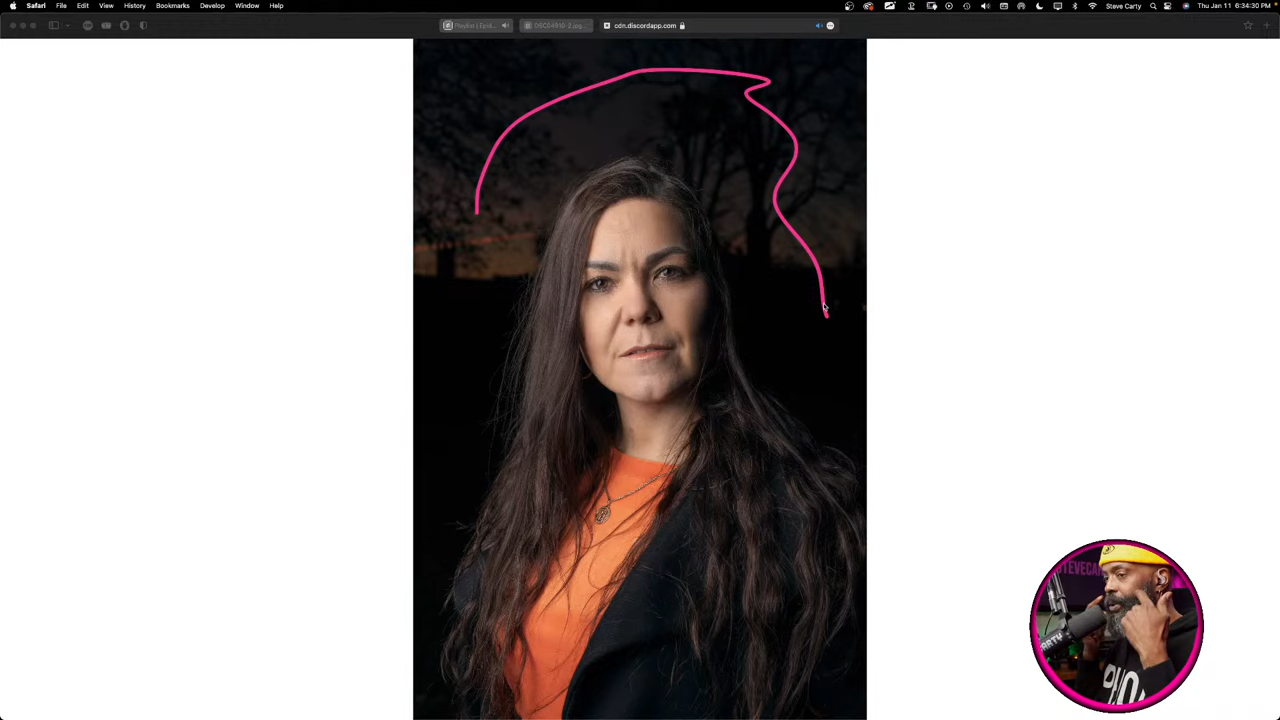 Safari File Edit View History Bookmarks Develop Window Help Steve Carty Thu Jan 11 6:34:30 PM
cdn.discordapp.com
CARTY